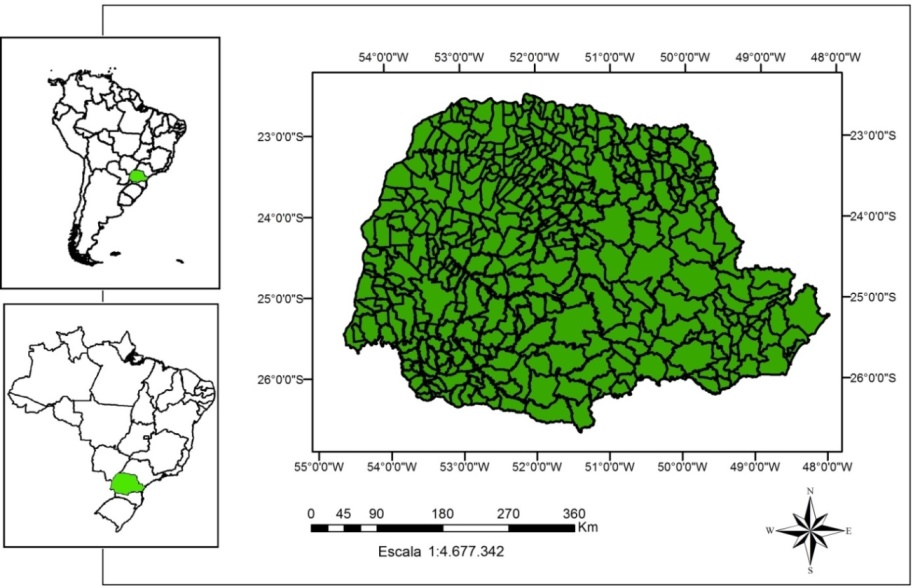 54°0'0"W 53°0'0"W 52°0'0"W 51°0'0"W 50°0'0"W 49°0'0"W 48°0'0"W
23°0'0"S 23°0'0"S
24°0'0"S 24°0'0"S
25°0'0"S 25°0'0"S
26°0'0"S 26°0'0"S
55°0'0"W 54°0'0"W 53°0'0"W 52°0'0"W 51°0'0"W 50°0'0"W 49°0'0"W 48°0'0"W
0 45 90 180 270 360
Km
Escala 1:4.677.342
N
W E
S